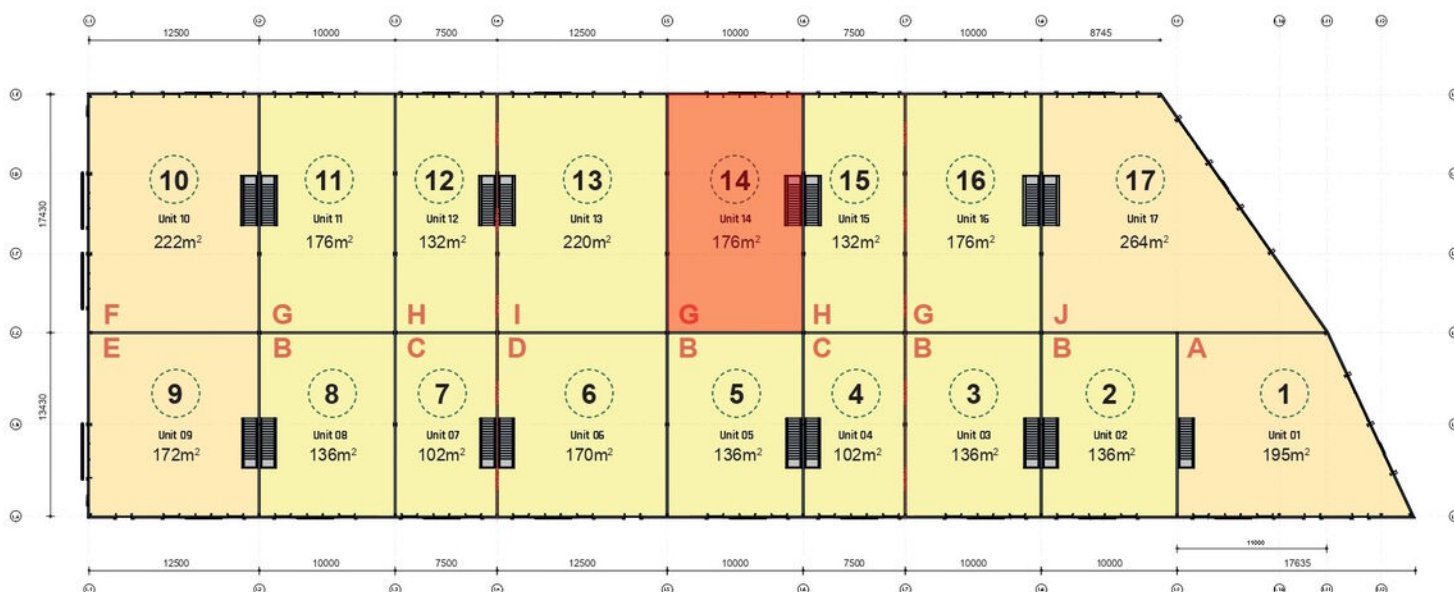 12500 10000 7500 12500 10000 7500 10000 8745
17430
10 11 12 13 14 15 16 17
Unit 10 Unit 11 Unit 12 Unit 13 Unit 14 Unit 15 Unit 16 Unit 17
222m² 176m² 132m² 220m² 176m² 132m² 176m² 264m²
F G H I G H G J
E B C D B C B B A
13430
9 8 7 6 5 4 3 2 1
Unit 09 Unit 08 Unit 07 Unit 06 Unit 05 Unit 04 Unit 03 Unit 02 Unit 01
172m² 136m² 102m² 170m² 136m² 102m² 136m² 136m² 195m²
11000
12500 10000 7500 12500 10000 7500 10000 10000 17635